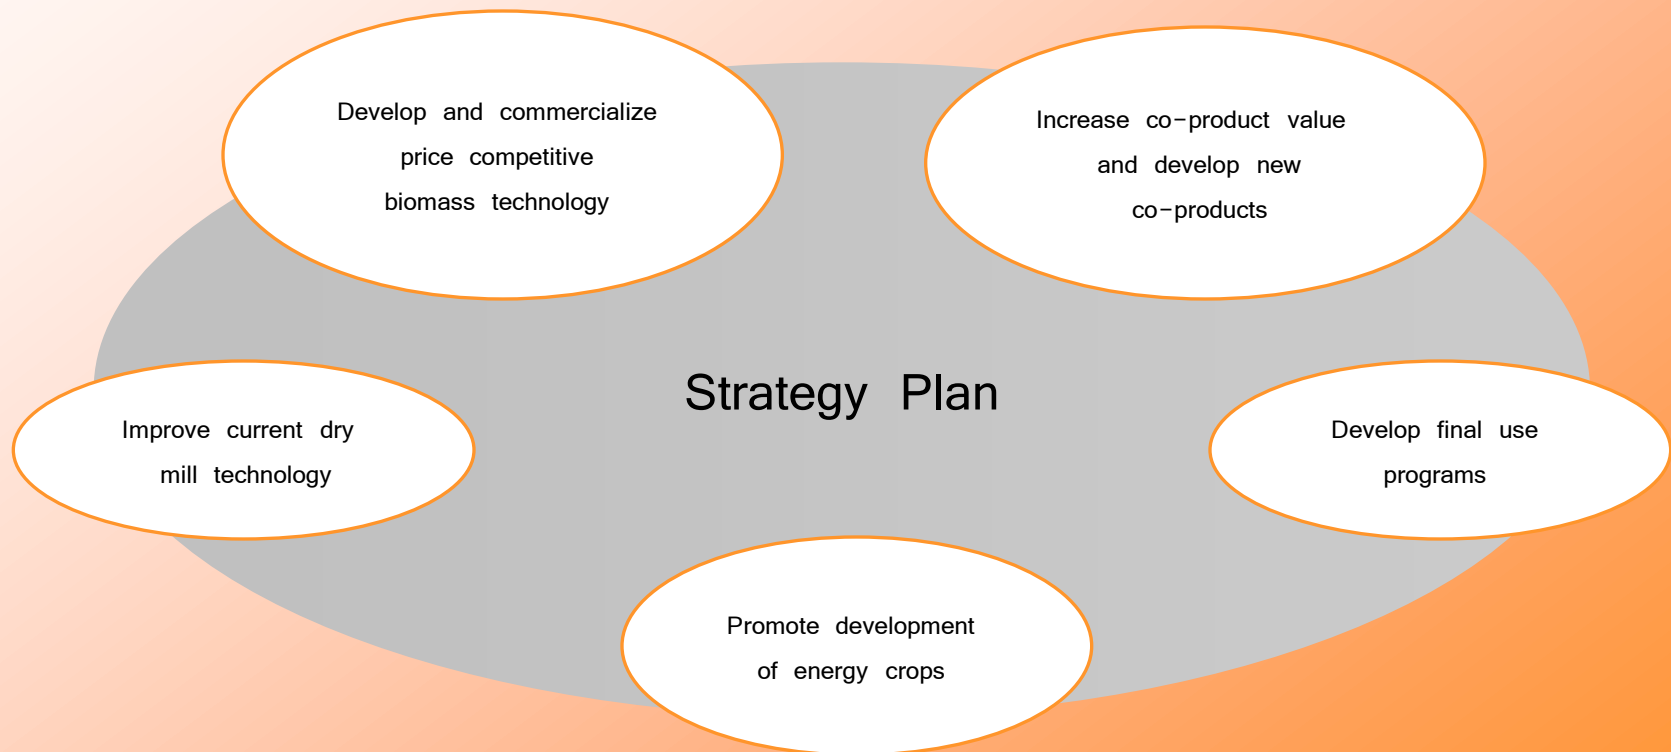 Develop and commercialize
price competitive
biomass technology
Increase co-product value
and develop new
co-products
Strategy Plan
Improve current dry
mill technology
Develop final use
programs
Promote development
of energy crops